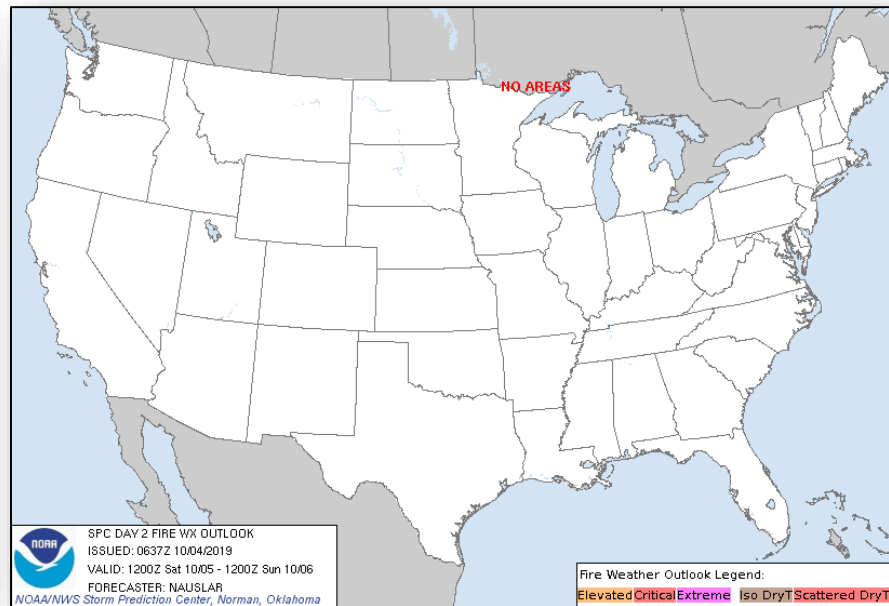 NO AREAS
NOAA
SPC DAY 2 FIRE WX OUTLOOK
ISSUED: 0637Z 10/04/2019
VALID: 1200Z Sat 10/05 - 1200Z Sun 10/06
FORECASTER: NAUSLAR
NOAA/NWS Storm Prediction Center, Norman, Oklahoma
Fire Weather Outlook Legend:
Elevated Critical Extreme Iso DryT Scattered DryT